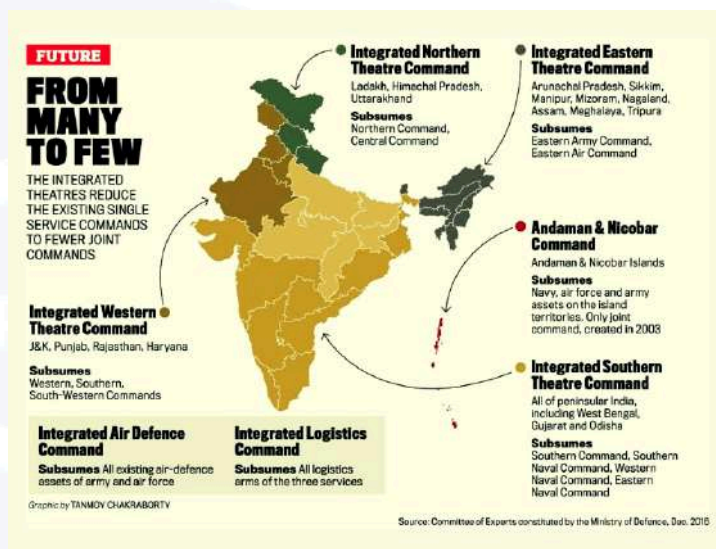 FUTURE
FROM
MANY
TO FEW
THE INTEGRATED
THEATRES REDUCE
THE EXISTING SINGLE
SERVICE COMMANDS
TO FEWER JOINT
COMMANDS
Integrated Northern
Theatre Command
Ladakh, Himachal Pradesh,
Uttarakhand
Subsumes
Northern Command,
Central Command
Integrated Eastern
Theatre Command
Arunachal Pradesh, Sikkim,
Manipur, Mizoram, Nagaland,
Assam, Meghalaya, Tripura
Subsumes
Eastern Army Command,
Eastern Air Command
Andaman & Nicobar
Command
Andaman & Nicobar Islands
Subsumes
Navy, air force and army
assets on the island
territories. Only joint
command, created in 2003
Integrated Western
Theatre Command
J&K, Punjab, Rajasthan, Haryana
Subsumes
Western, Southern,
South-Western Commands
Integrated Southern
Theatre Command
All of peninsular India,
including West Bengal,
Gujarat and Odisha
Subsumes
Southern Command, Southern
Naval Command, Western
Naval Command, Eastern
Naval Command
Integrated Air Defence
Command
Subsumes All existing air-defence
assets of army and air force
Integrated Logistics
Command
Subsumes All logistics
arms of the three services
Graphic by TANMOY CHAKRABORTY
Source: Committee of Experts constituted by the Ministry of Defence, Dec. 2016